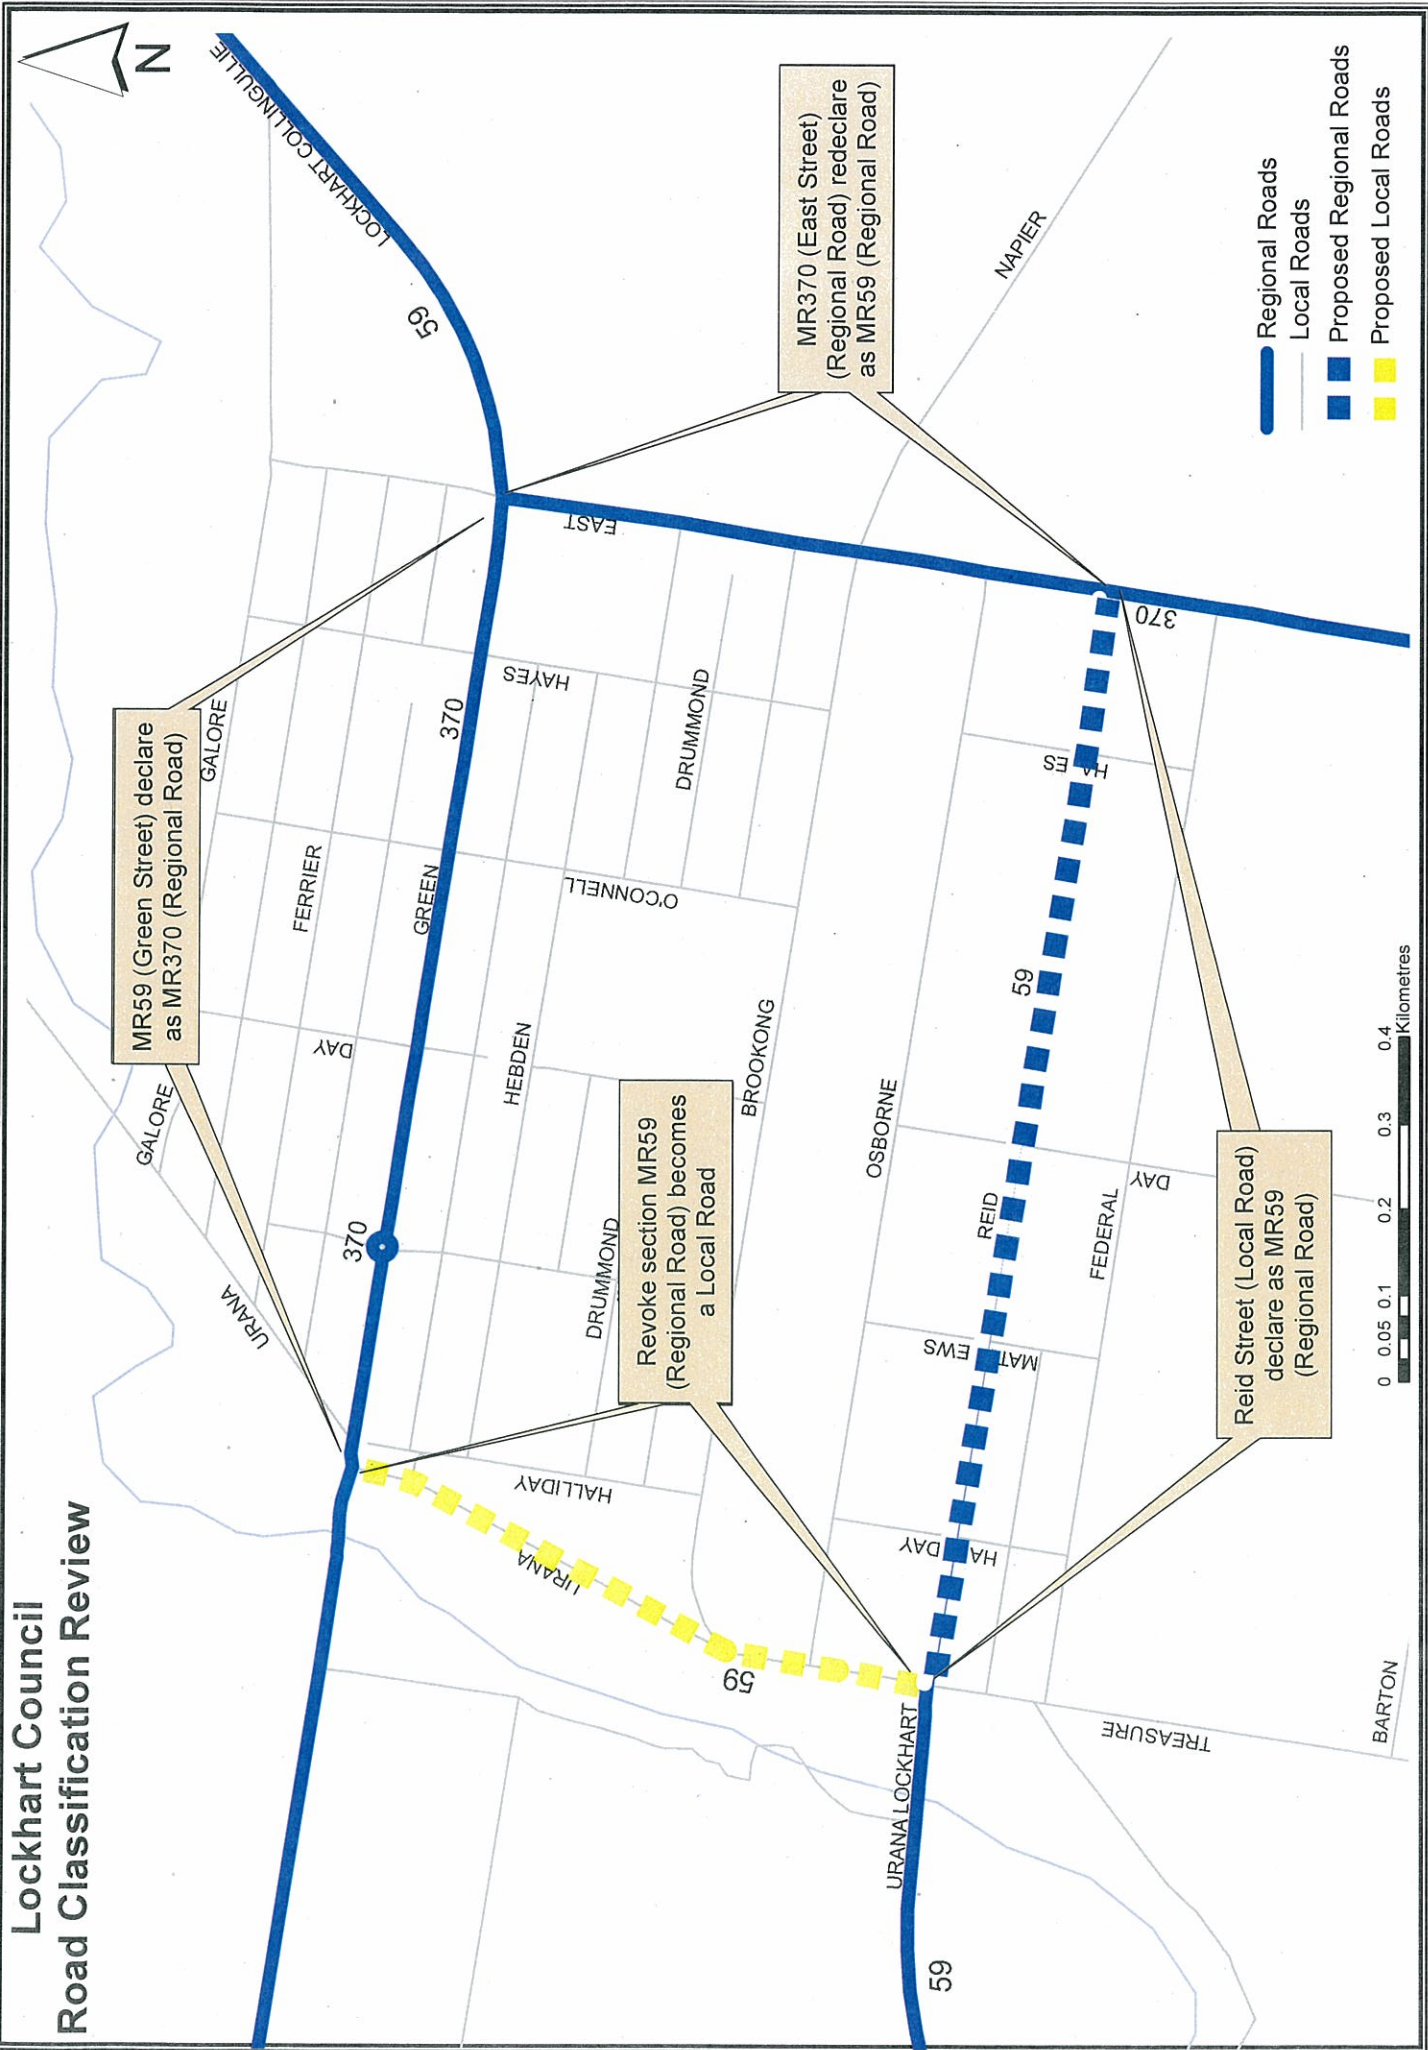 Lockhart Council
Road Classification Review
N
LOCKHART COLLINGULLIE
59
MR59 (Green Street) declare
as MR370 (Regional Road)
MR370 (East Street)
(Regional Road) redeclare
as MR59 (Regional Road)
Revoke section MR59
(Regional Road) becomes
a Local Road
Reid Street (Local Road)
declare as MR59
(Regional Road)
GALORE
GALORE
URANA
FERRIER
DAY
GREEN
370
370
HAYES
EAST
HEBDEN
O'CONNELL
DRUMMOND
DRUMMOND
HALLIDAY
URANA
59
BROOKONG
NAPIER
OSBORNE
REID
59
HA ES
370
MAT EWS
FEDERAL
DAY
HA DAY
URANA LOCKHART
59
TREASURE
BARTON
Regional Roads
Local Roads
Proposed Regional Roads
Proposed Local Roads
0 0.05 0.1 0.2 0.3 0.4
Kilometres